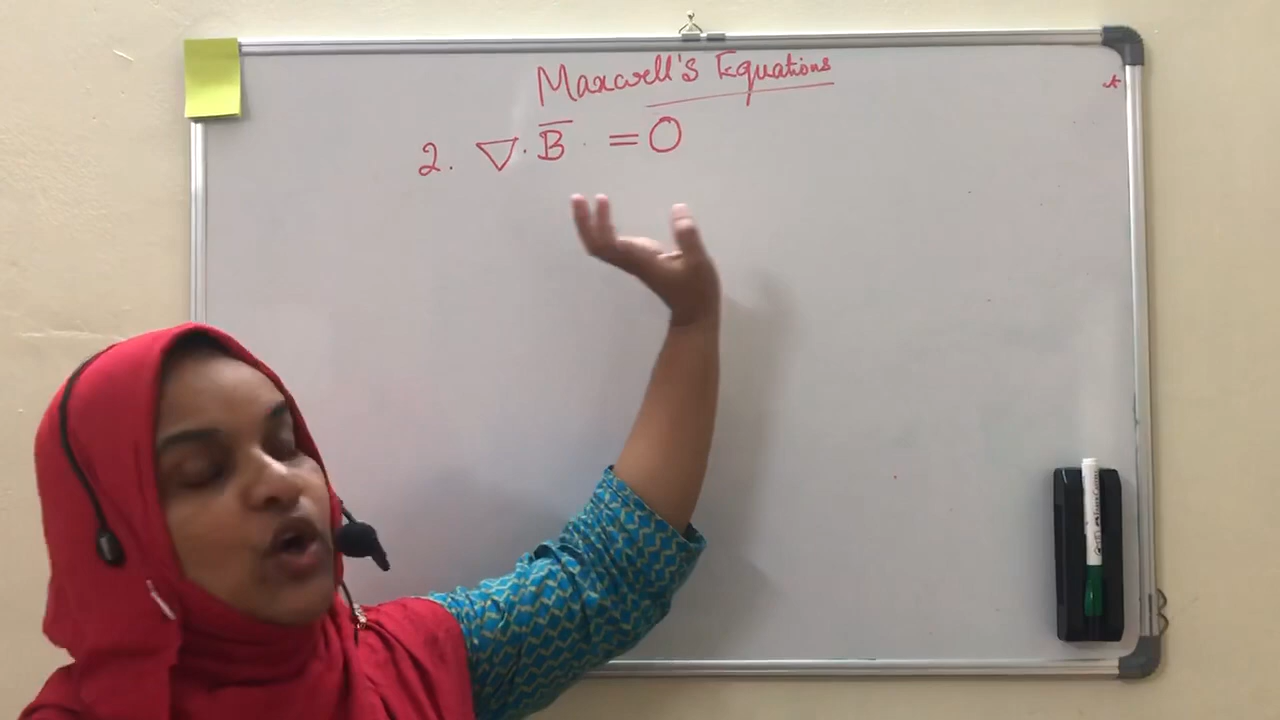 Maxwell's Equations
2. ∇. B̅ . = 0